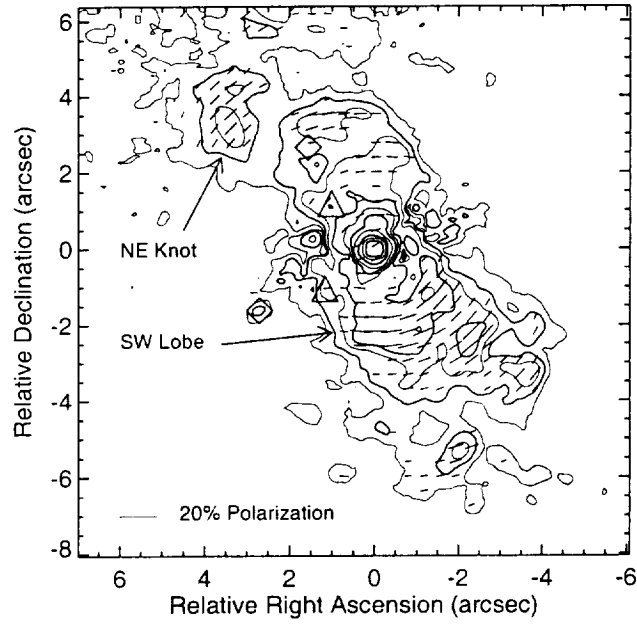 6
4
2
0
-2
-4
-6
-8
Relative Declination (arcsec)
NE Knot
SW Lobe
20% Polarization
6 4 2 0 -2 -4 -6
Relative Right Ascension (arcsec)